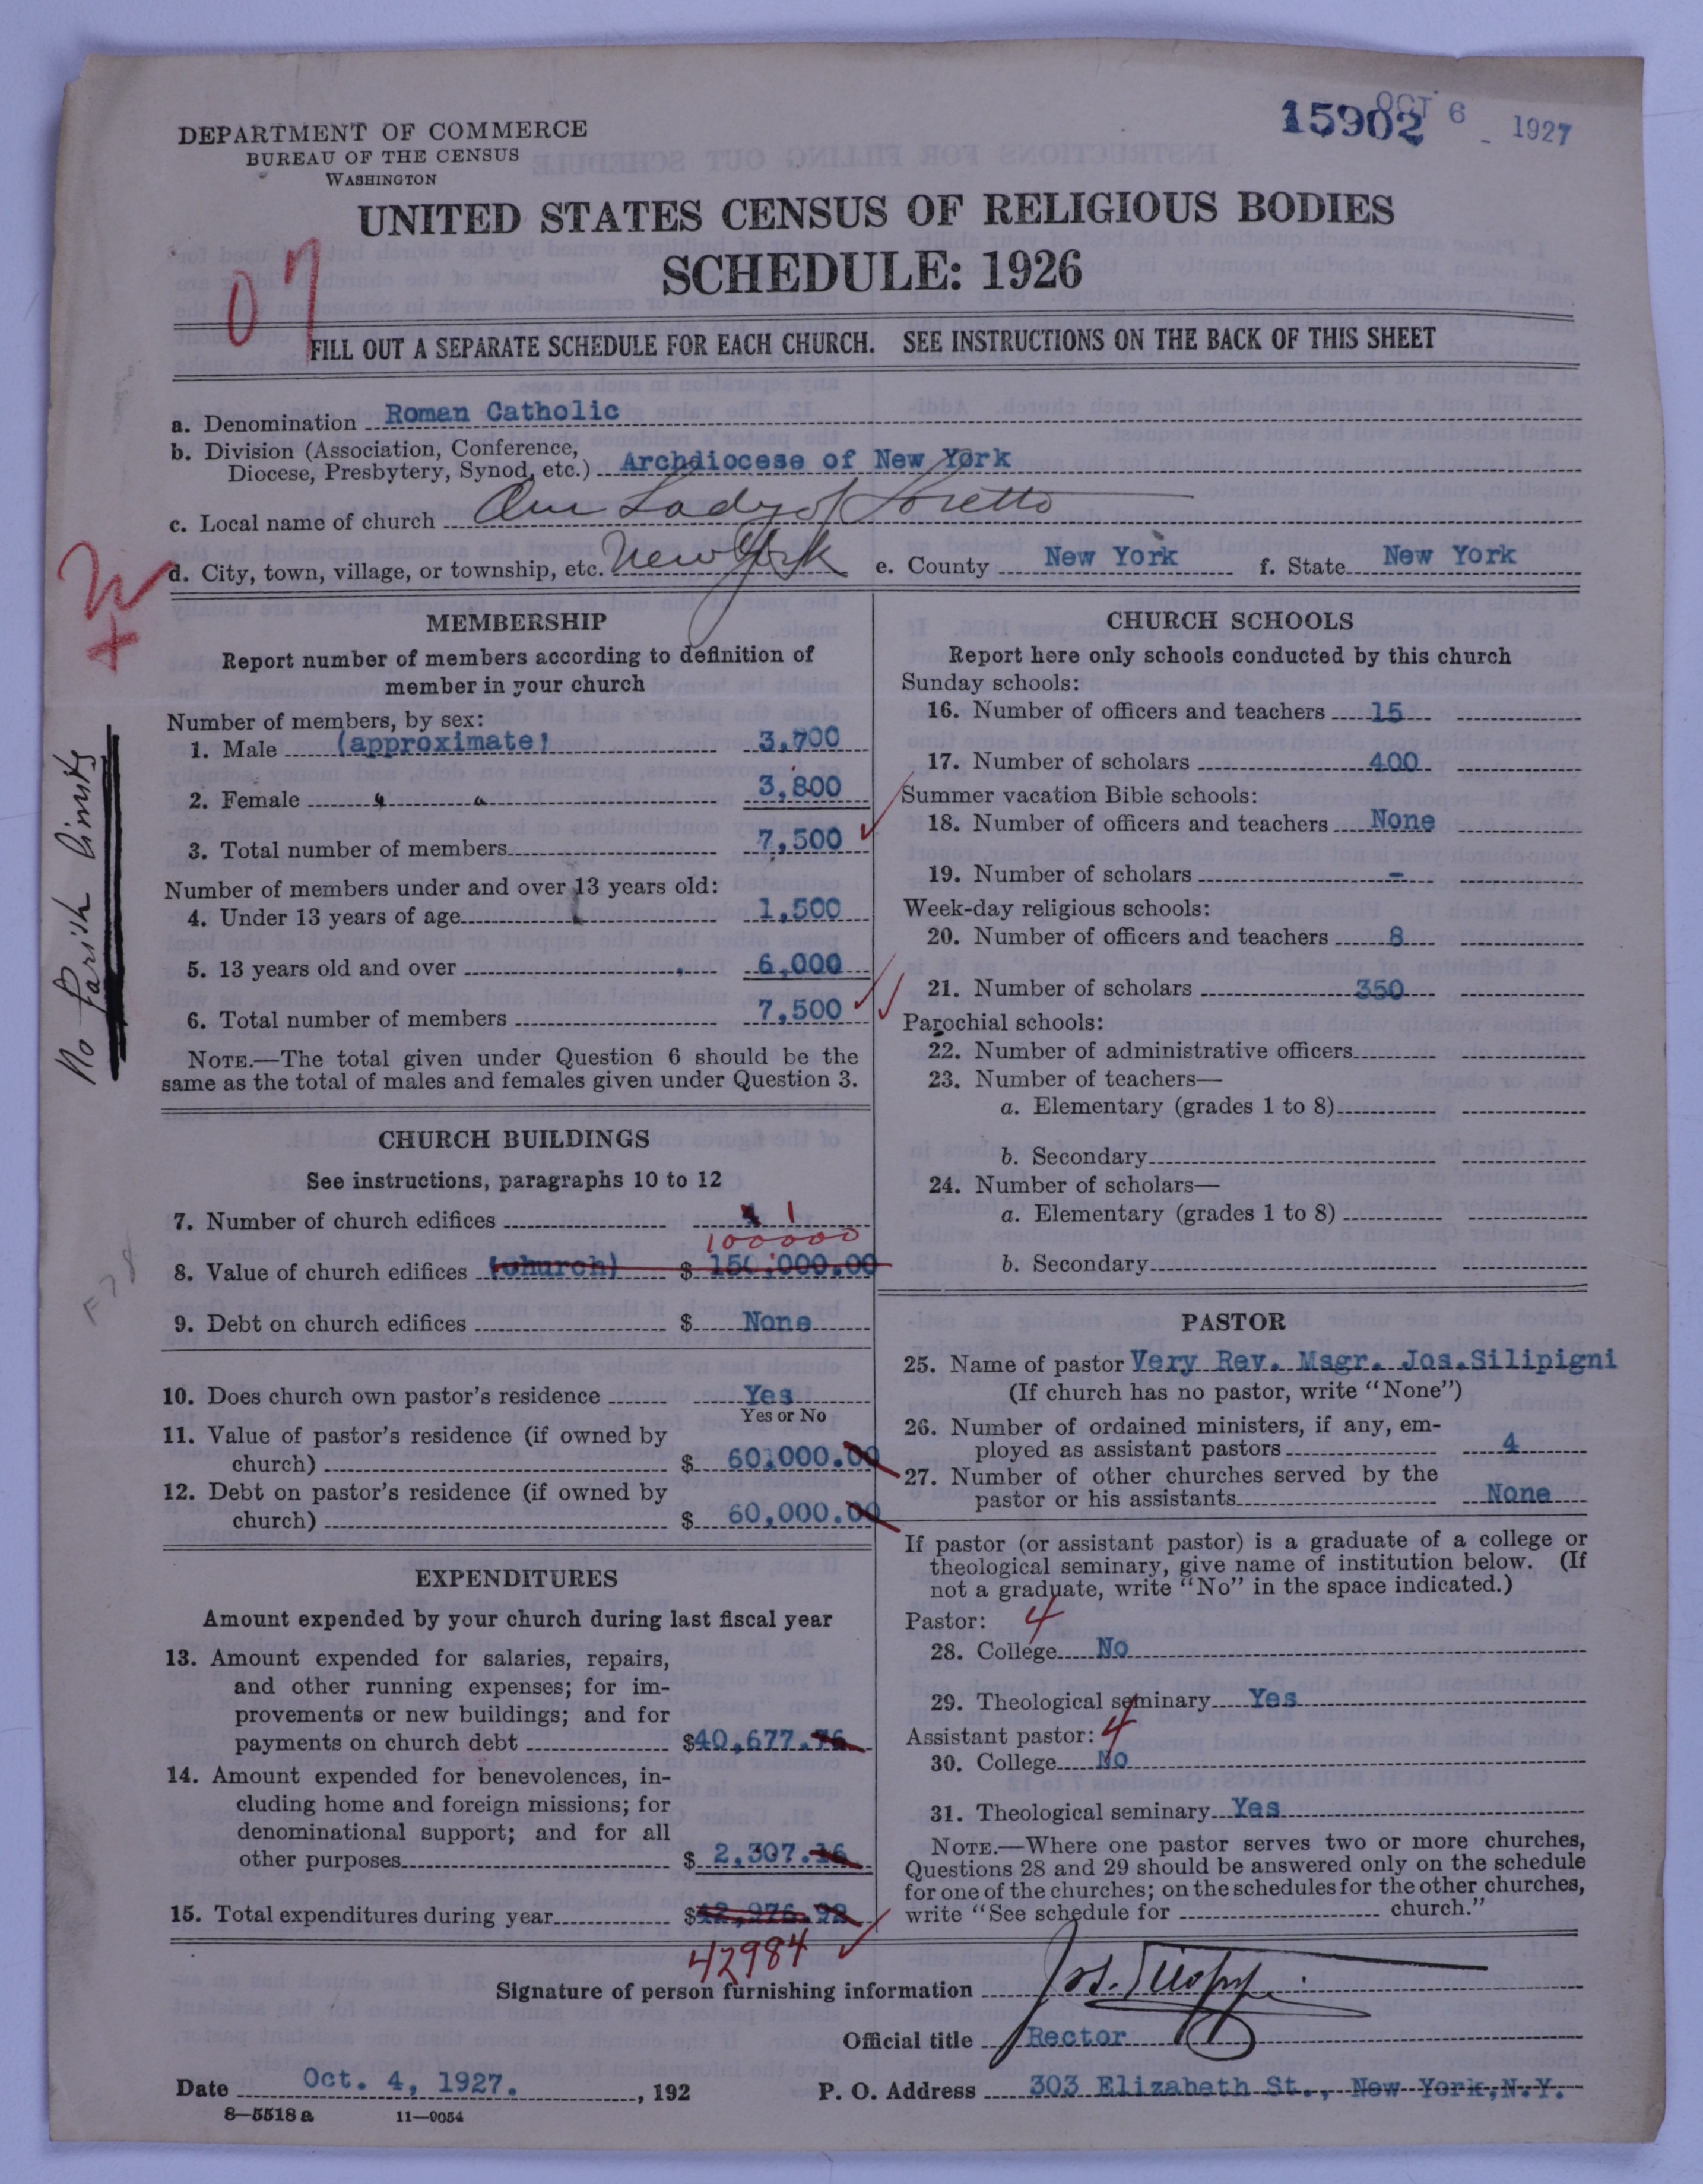 DEPARTMENT OF COMMERCE
BUREAU OF THE CENSUS
WASHINGTON
15902 OCT 6 - 1927
UNITED STATES CENSUS OF RELIGIOUS BODIES
SCHEDULE: 1926
07
FILL OUT A SEPARATE SCHEDULE FOR EACH CHURCH. SEE INSTRUCTIONS ON THE BACK OF THIS SHEET
a. Denomination Roman Catholic
b. Division (Association, Conference,
Diocese, Presbytery, Synod, etc.) Archdiocese of New York
c. Local name of church Our Lady of Loretto
d. City, town, village, or township, etc. New York e. County New York f. State New York
No Parish Limits
MEMBERSHIP
Report number of members according to definition of
member in your church
Number of members, by sex:
1. Male (approximate) 3,700
2. Female " " 3,800
3. Total number of members 7,500
Number of members under and over 13 years old:
4. Under 13 years of age 1,500
5. 13 years old and over 6,000
6. Total number of members 7,500
NOTE.—The total given under Question 6 should be the
same as the total of males and females given under Question 3.
CHURCH BUILDINGS
See instructions, paragraphs 10 to 12
7. Number of church edifices 1
100000
8. Value of church edifices (church) $ 150,000.00
9. Debt on church edifices $ None
10. Does church own pastor's residence Yes
Yes or No
11. Value of pastor's residence (if owned by
church) $ 60,000.00
12. Debt on pastor's residence (if owned by
church) $ 60,000.00
EXPENDITURES
Amount expended by your church during last fiscal year
13. Amount expended for salaries, repairs,
and other running expenses; for im-
provements or new buildings; and for
payments on church debt $40,677.76
14. Amount expended for benevolences, in-
cluding home and foreign missions; for
denominational support; and for all
other purposes $ 2,307.16
15. Total expenditures during year $42,976.92
42984
CHURCH SCHOOLS
Report here only schools conducted by this church
Sunday schools:
16. Number of officers and teachers 15
17. Number of scholars 400
Summer vacation Bible schools:
18. Number of officers and teachers None
19. Number of scholars -
Week-day religious schools:
20. Number of officers and teachers 8
21. Number of scholars 350
Parochial schools:
22. Number of administrative officers
23. Number of teachers—
a. Elementary (grades 1 to 8)
b. Secondary
24. Number of scholars—
a. Elementary (grades 1 to 8)
b. Secondary
PASTOR
25. Name of pastor Very Rev. Msgr. Jos. Silipigni
(If church has no pastor, write "None")
26. Number of ordained ministers, if any, em-
ployed as assistant pastors 4
27. Number of other churches served by the
pastor or his assistants None
If pastor (or assistant pastor) is a graduate of a college or
theological seminary, give name of institution below. (If
not a graduate, write "No" in the space indicated.)
Pastor: 4
28. College No
29. Theological seminary Yes
Assistant pastor: 4
30. College No
31. Theological seminary Yes
NOTE.—Where one pastor serves two or more churches,
Questions 28 and 29 should be answered only on the schedule
for one of the churches; on the schedules for the other churches,
write "See schedule for church."
Signature of person furnishing information
Official title Rector
Date Oct. 4, 1927. , 192 P. O. Address 303 Elizabeth St., New York, N.Y.
8—5518 a 11—9054